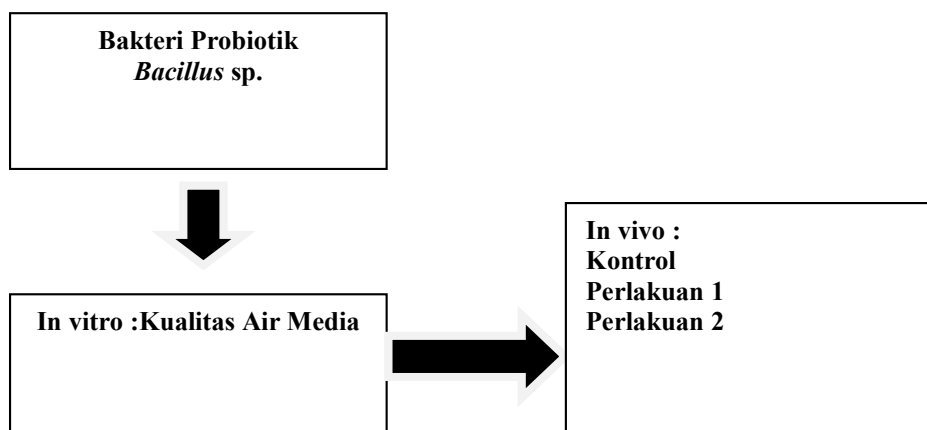 Bakteri Probiotik
Bacillus sp.
In vitro :Kualitas Air Media
In vivo :
Kontrol
Perlakuan 1
Perlakuan 2